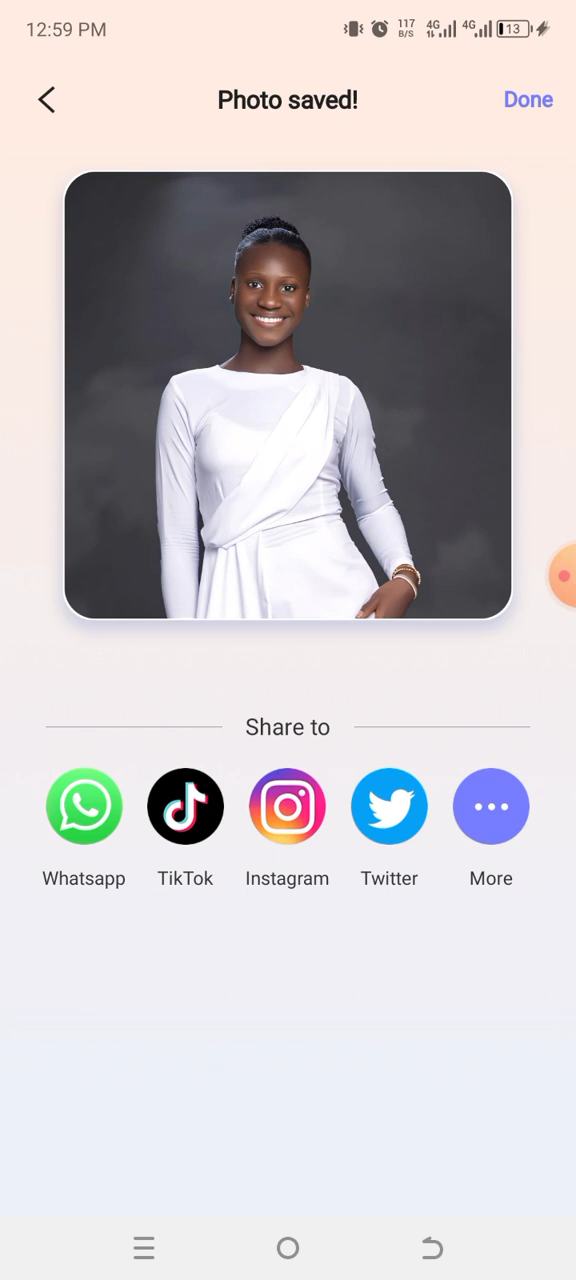 12:59 PM 117 B/S 4G 4G 13
Photo saved! Done
Share to
Whatsapp TikTok Instagram Twitter More